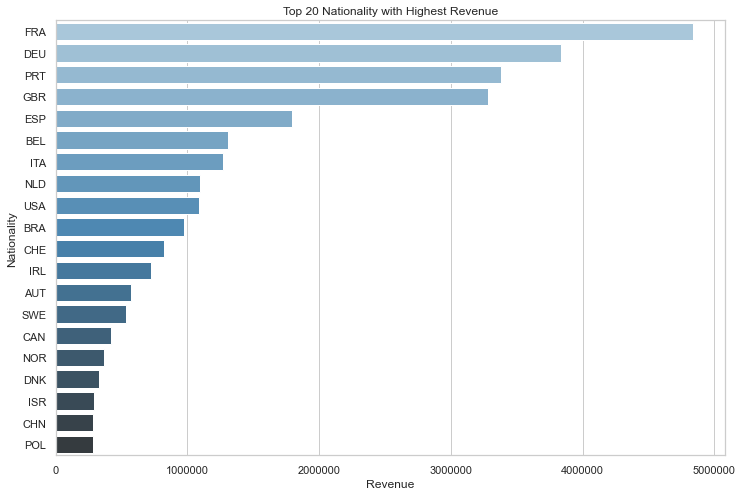 Top 20 Nationality with Highest Revenue
Nationality
FRA
DEU
PRT
GBR
ESP
BEL
ITA
NLD
USA
BRA
CHE
IRL
AUT
SWE
CAN
NOR
DNK
ISR
CHN
POL
0 1000000 2000000 3000000 4000000 5000000
Revenue